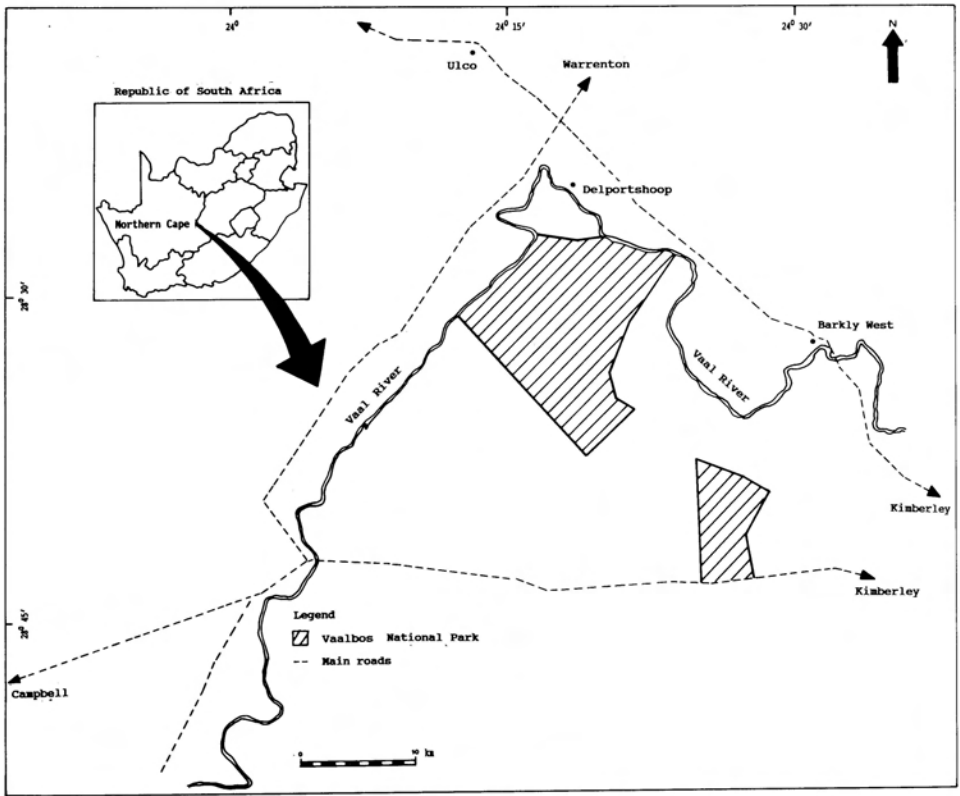 24°
24° 15'
24° 30'
N
Ulco
Warrenton
Republic of South Africa
Delportshoop
Northern Cape
28° 30'
Barkly West
Vaal River
Vaal River
Kimberley
Kimberley
28° 45'
Legend
Vaalbos National Park
Main roads
Campbell
0 10 km